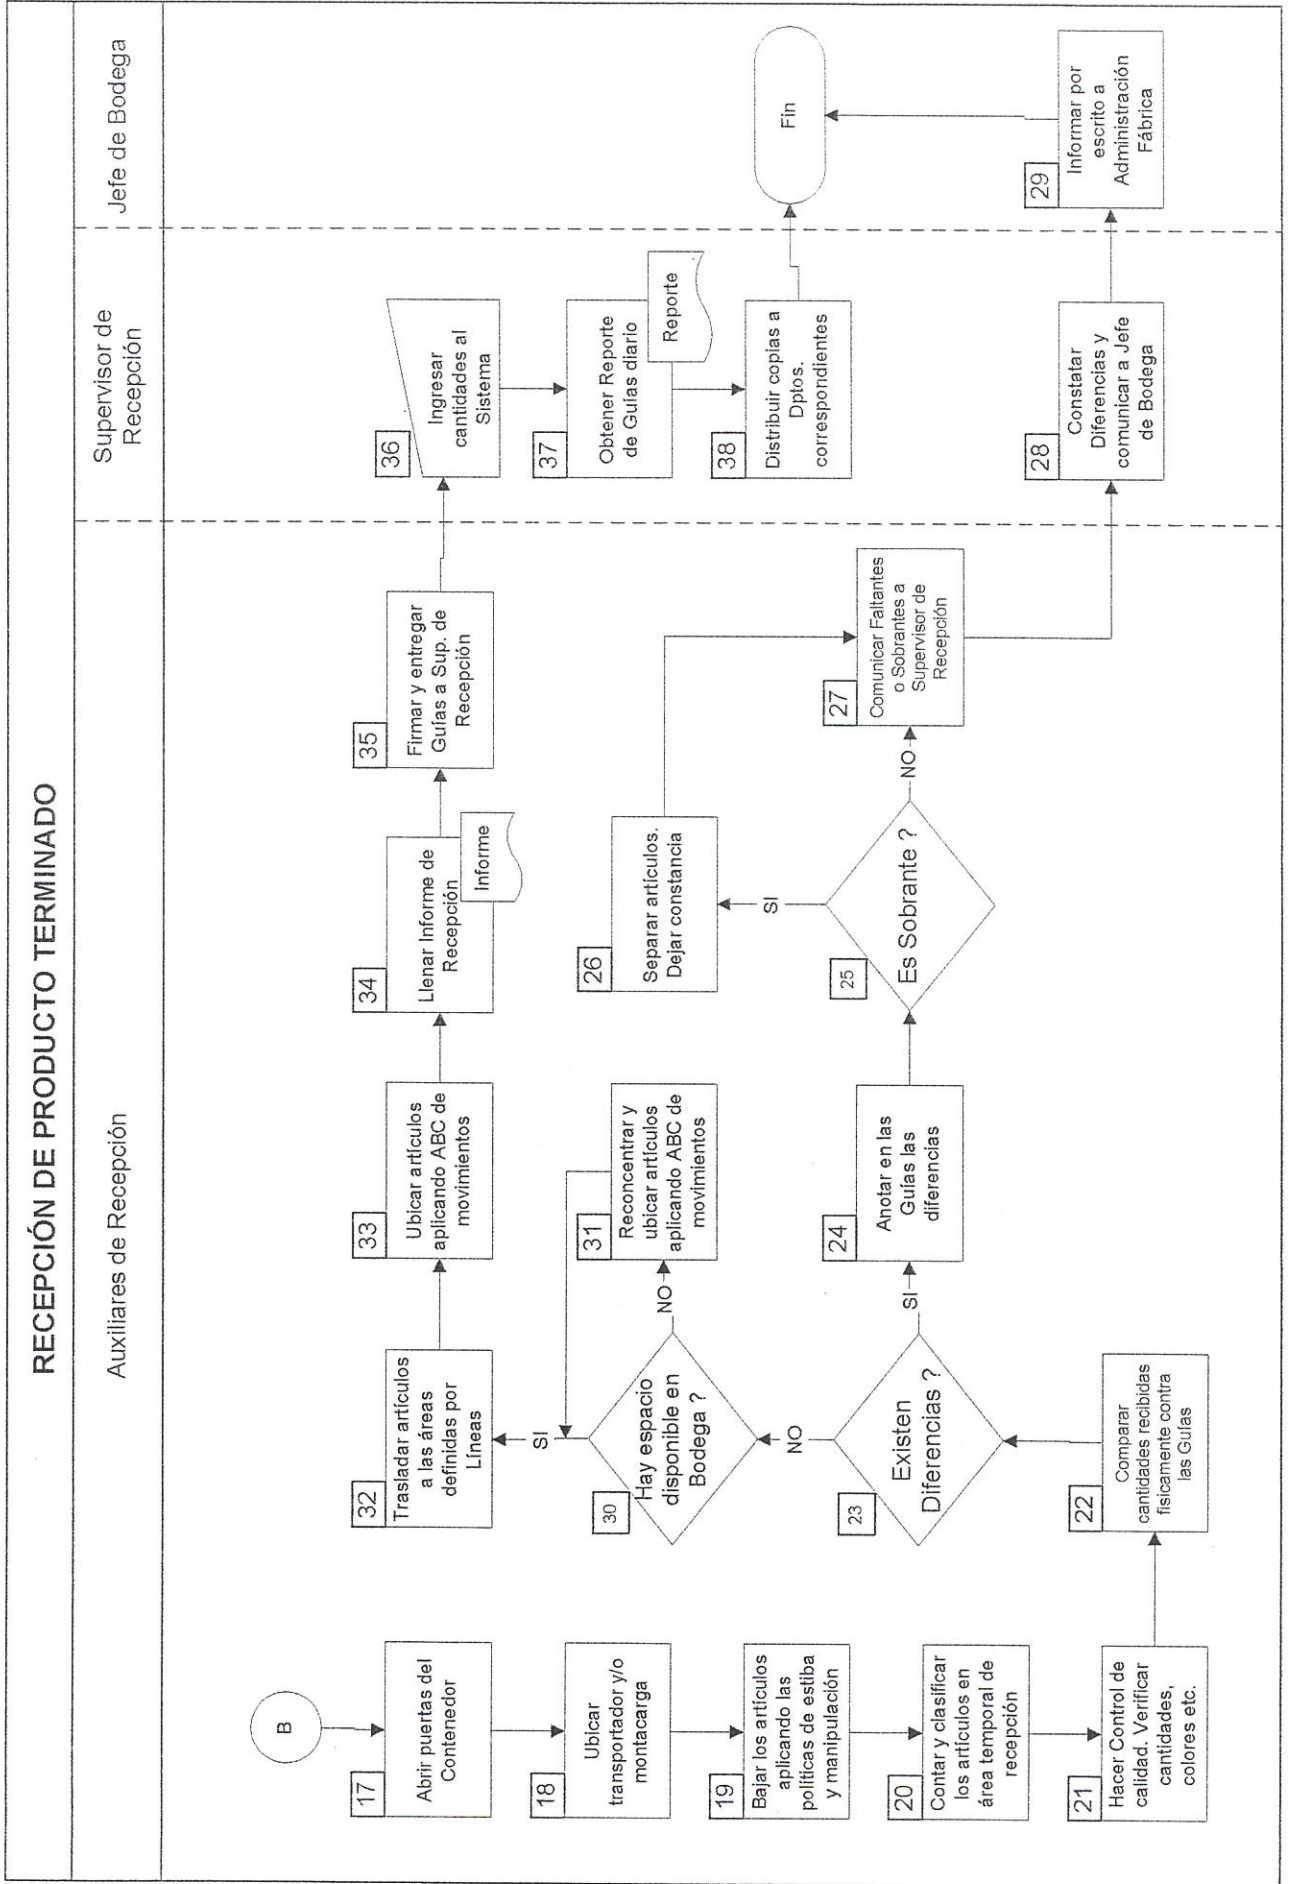 RECEPCIÓN DE PRODUCTO TERMINADO
Auxiliares de Recepción
Supervisor de
Recepción
Jefe de Bodega
B
17
Abrir puertas del
Contenedor
18
Ubicar
transportador y/o
montacarga
19
Bajar los artículos
aplicando las
políticas de estiba
y manipulación
20
Contar y clasificar
los artículos en
área temporal de
recepción
21
Hacer Control de
calidad. Verificar
cantidades,
colores etc.
22
Comparar
cantidades recibidas
fisicamente contra
las Guías
23
Existen
Diferencias ?
SI
NO
24
Anotar en las
Guías las
diferencias
25
Es Sobrante ?
SI
NO
26
Separar artículos.
Dejar constancia
27
Comunicar Faltantes
o Sobrantes a
Supervisor de
Recepción
28
Constatar
Diferencias y
comunicar a Jefe
de Bodega
29
Informar por
escrito a
Administración
Fábrica
30
Hay espacio
disponible en
Bodega ?
NO
SI
31
Reconcentrar y
ubicar artículos
aplicando ABC de
movimientos
32
Trasladar artículos
a las áreas
definidas por
Líneas
33
Ubicar artículos
aplicando ABC de
movimientos
34
Llenar Informe de
Recepción
Informe
35
Firmar y entregar
Guías a Sup. de
Recepción
36
Ingresar
cantidades al
Sistema
37
Obtener Reporte
de Guías diario
Reporte
38
Distribuir copias a
Dptos.
correspondientes
Fin